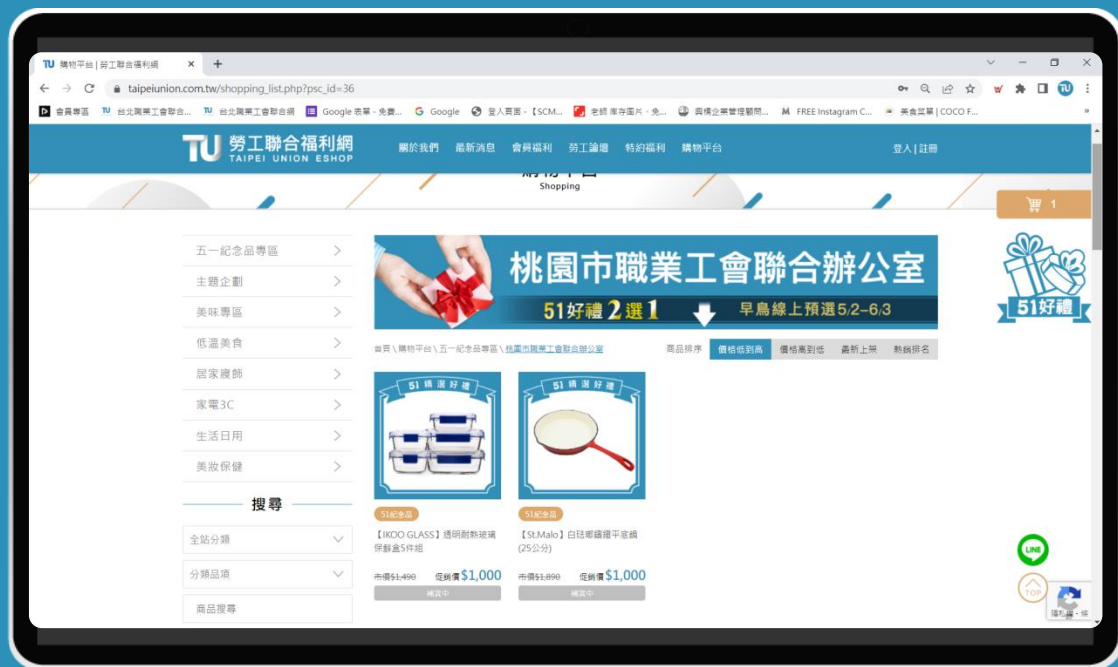 購物平台 | 勞工聯合福利網
taipeiunion.com.tw/shopping_list.php?psc_id=36
會員專區
台北職業工會聯合...
台北職業工會聯合網
Google 表單 - 免費...
Google
登入頁面 - 【SCM...
老師 庫存圖片 - 免...
FREE Instagram C...
美食菜單 | COCO F...
TU 勞工聯合福利網
TAIPEI UNION ESHOP
關於我們 最新消息 會員福利 勞工論壇 特約福利 購物平台
登入 | 註冊
Shopping
1
五一紀念品專區
主題企劃
美味專區
低溫美食
居家寢飾
家電3C
生活日用
美妝保健
搜尋
全站分類
分類品項
商品搜尋
桃園市職業工會聯合辦公室
51好禮2選1 早鳥線上預選5/2–6/3
首頁 \ 購物平台 \ 五一紀念品專區 \ 桃園市職業工會聯合辦公室
商品排序 價格低到高 價格高到低 最新上架 熱銷排名
51精選好禮
51紀念品
【IKOO GLASS】透明耐熱玻璃
保鮮盒5件組
市價$1,490 促銷價$1,000
補貨中
51精選好禮
51紀念品
【St.Malo】白琺瑯鑄鐵平底鍋
(25公分)
市價$1,890 促銷價$1,000
補貨中
51好禮
LINE
TOP
隱私權 - 條